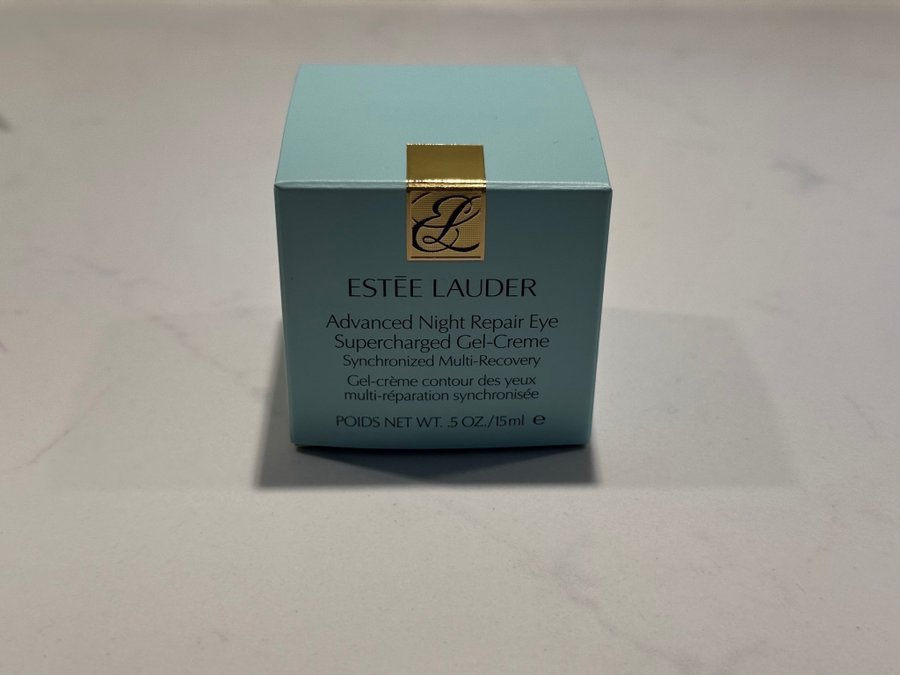 EL
ESTĒE LAUDER
Advanced Night Repair Eye
Supercharged Gel-Creme
Synchronized Multi-Recovery
Gel-crème contour des yeux
multi-réparation synchronisée
POIDS NET WT. .5 OZ./15ml ℮